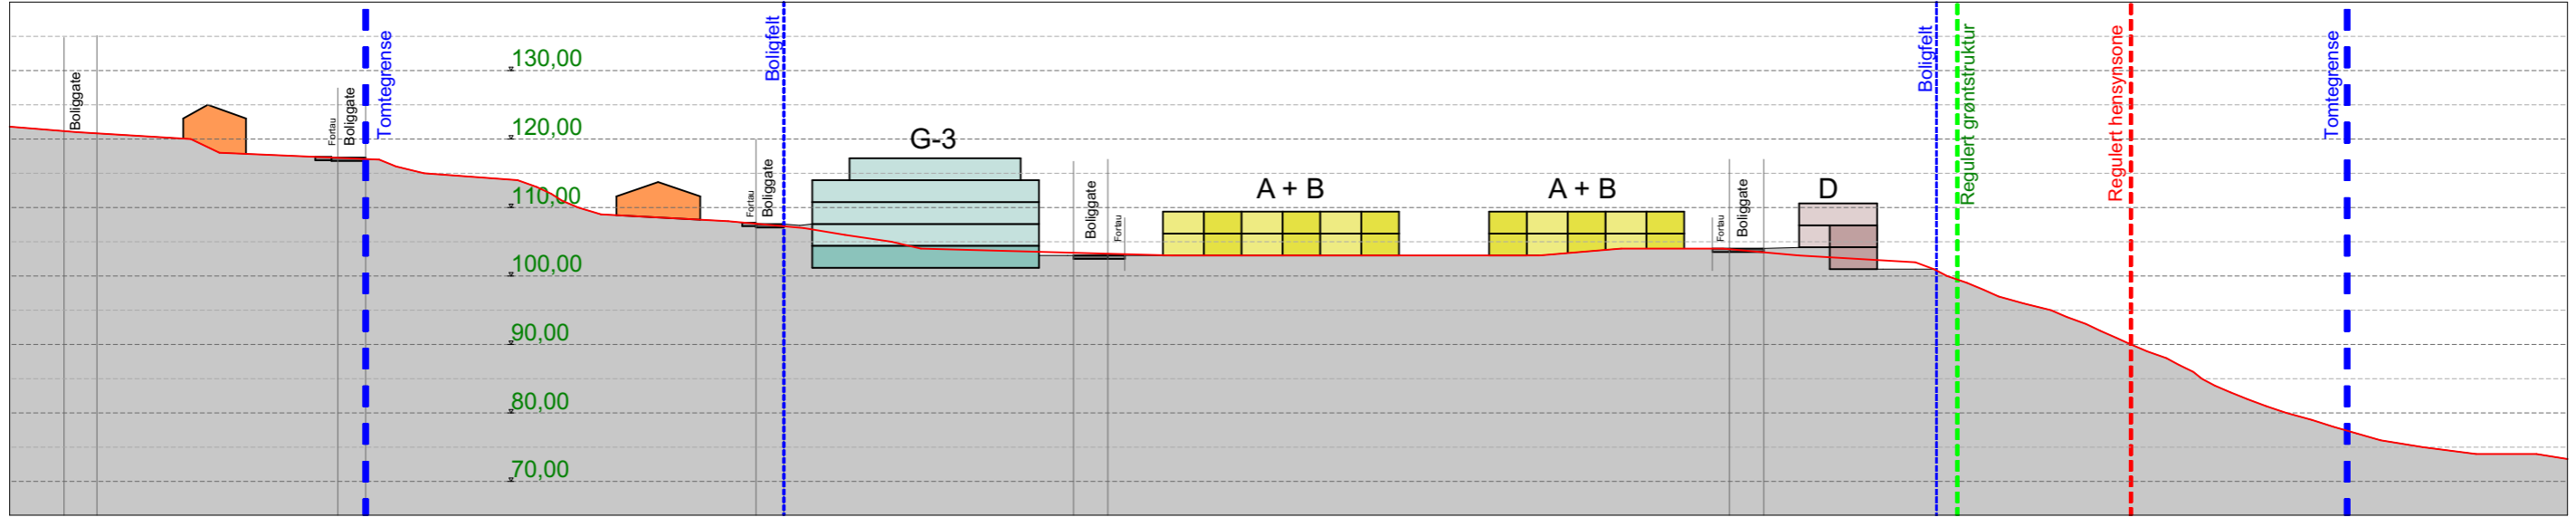 Boliggate
Fortau
Boliggate
Tomtegrense
130,00
120,00
110,00
100,00
90,00
80,00
70,00
Fortau
Boliggate
Boligfelt
G-3
Boliggate
Fortau
A + B
A + B
Fortau
Boliggate
D
Boligfelt
Regulert grøntstruktur
Regulert hensynsone
Tomtegrense